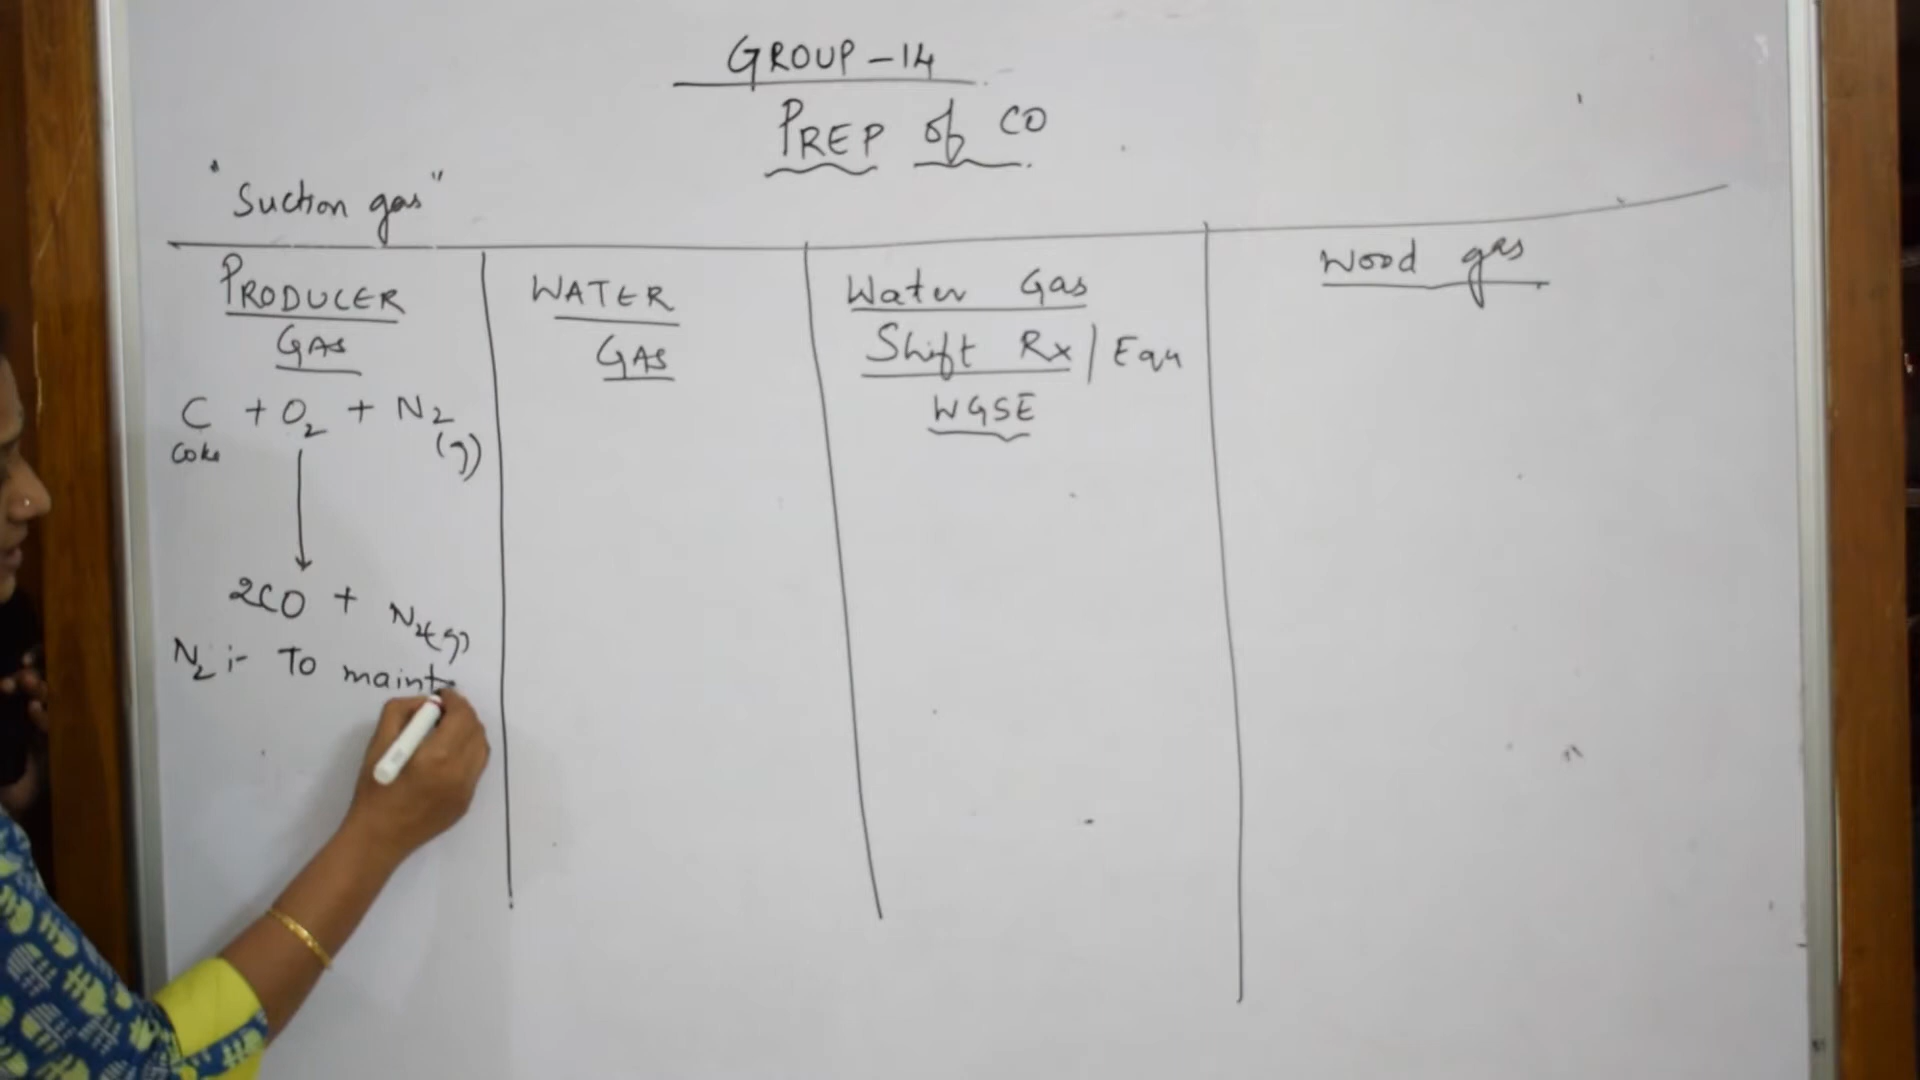 GROUP - 14
PREP of CO
"Suction gas"
PRODUCER
GAS
C + O2 + N2
Coke (g)
2CO + N2(g)
N2 :- To maint
WATER
GAS
Water Gas
Shift Rx / Equ
WGSE
Wood gas